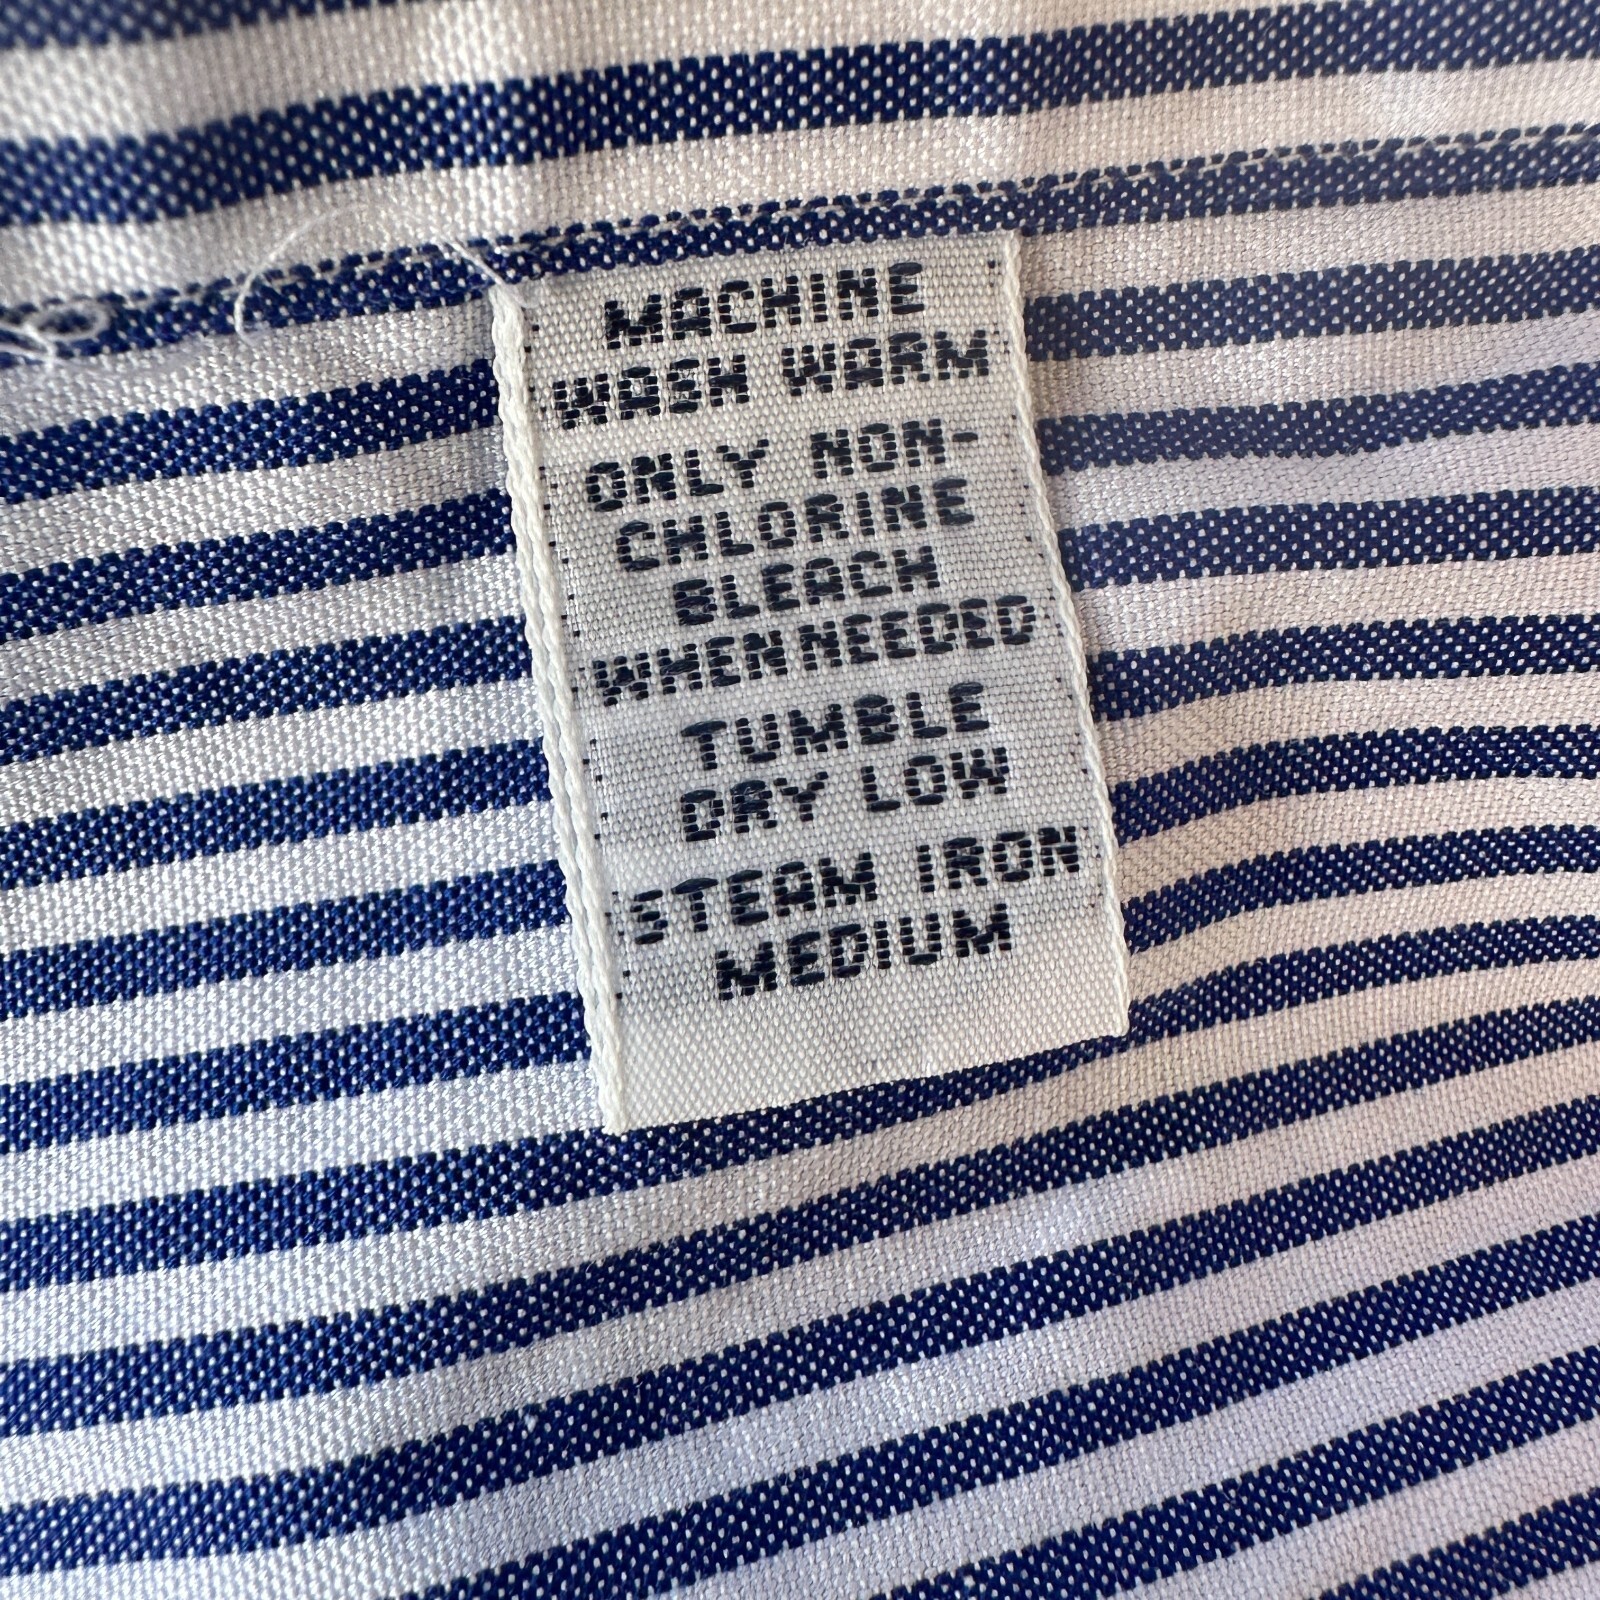 MACHINE
WASH WARM
ONLY NON-
CHLORINE
BLEACH
WHEN NEEDED
TUMBLE
DRY LOW
STEAM IRON
MEDIUM